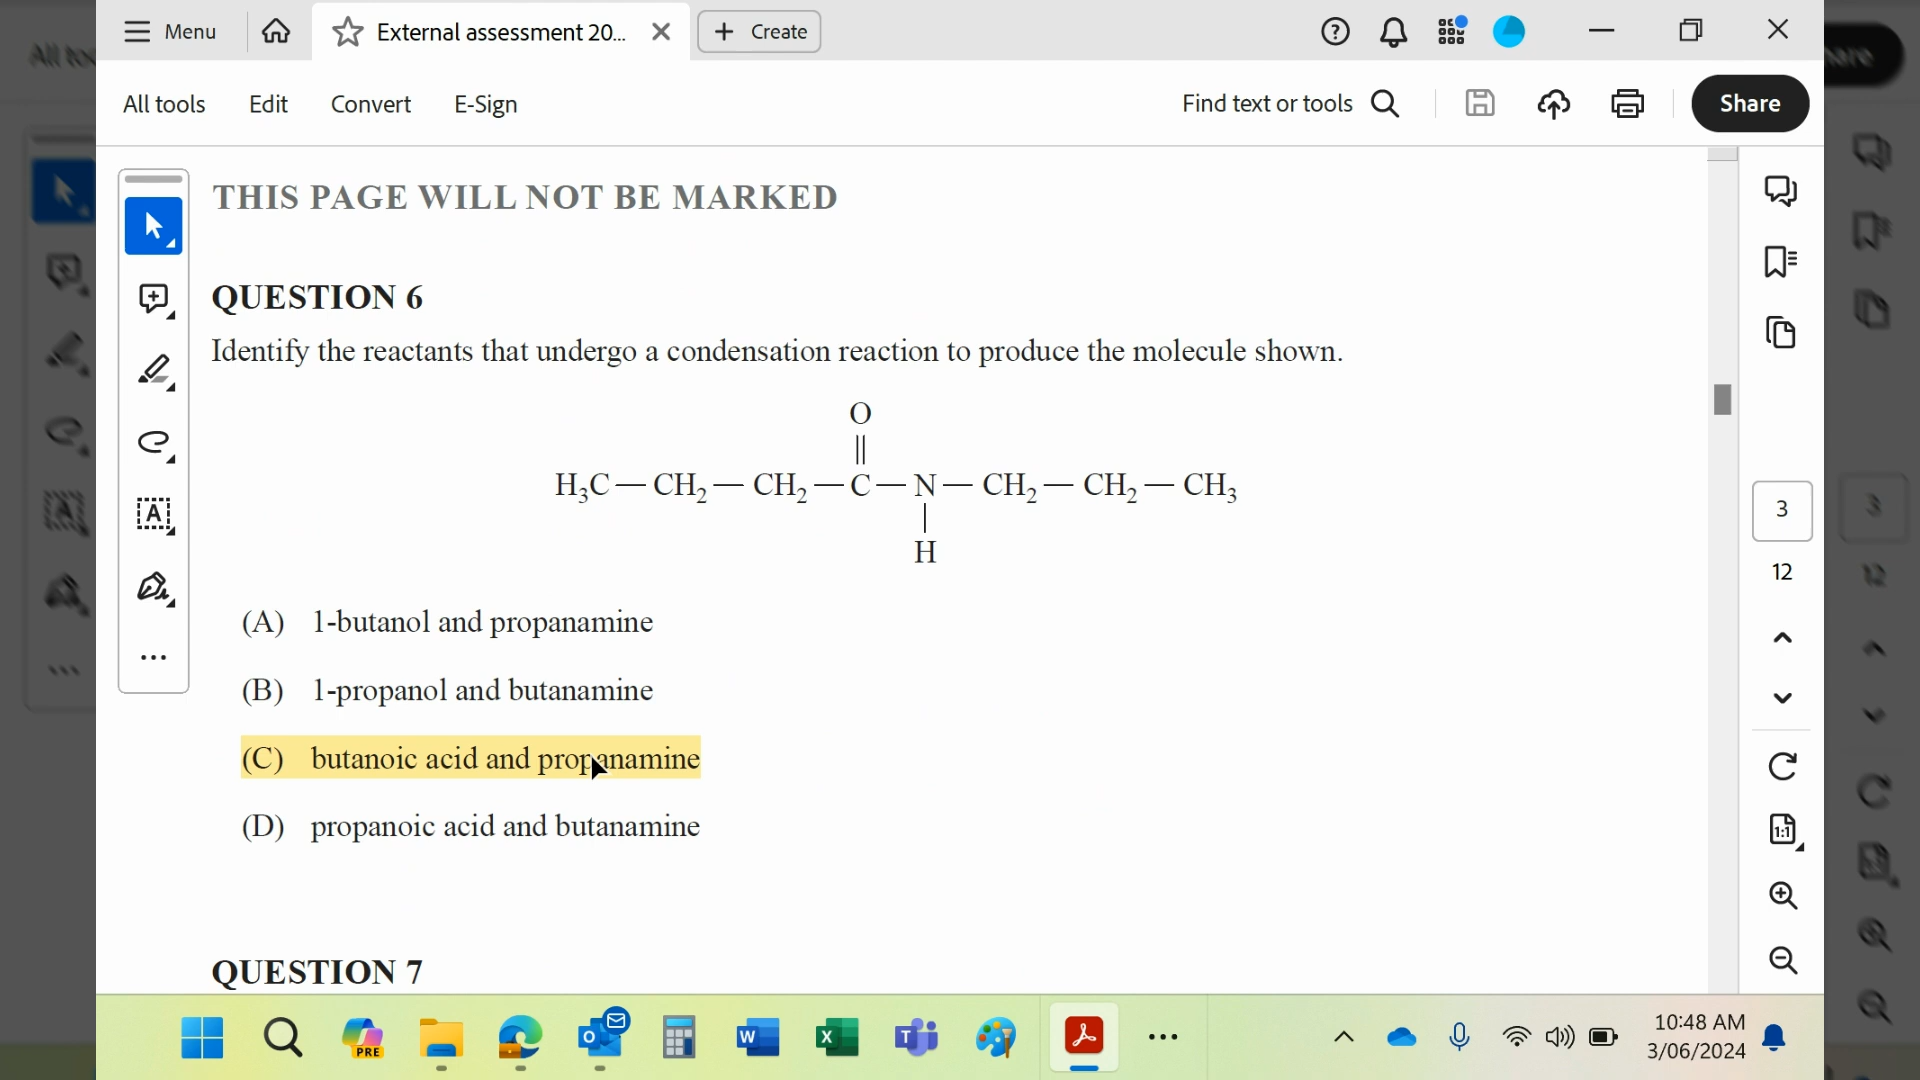 Menu
External assessment 20...
Create
All tools
Edit
Convert
E-Sign
Find text or tools
Share
THIS PAGE WILL NOT BE MARKED
QUESTION 6
Identify the reactants that undergo a condensation reaction to produce the molecule shown.
O
H₃C — CH₂ — CH₂ — C — N — CH₂ — CH₂ — CH₃
H
(A) 1-butanol and propanamine
(B) 1-propanol and butanamine
(C) butanoic acid and propanamine
(D) propanoic acid and butanamine
QUESTION 7
3
12
1:1
PRE
10:48 AM
3/06/2024